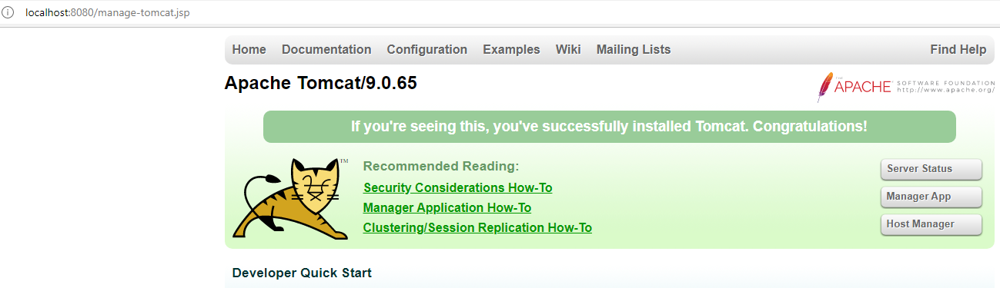 localhost:8080/manage-tomcat.jsp
Home Documentation Configuration Examples Wiki Mailing Lists Find Help
Apache Tomcat/9.0.65
THE
APACHE SOFTWARE FOUNDATION
http://www.apache.org/
If you're seeing this, you've successfully installed Tomcat. Congratulations!
TM
Recommended Reading:
Security Considerations How-To
Manager Application How-To
Clustering/Session Replication How-To
Server Status
Manager App
Host Manager
Developer Quick Start